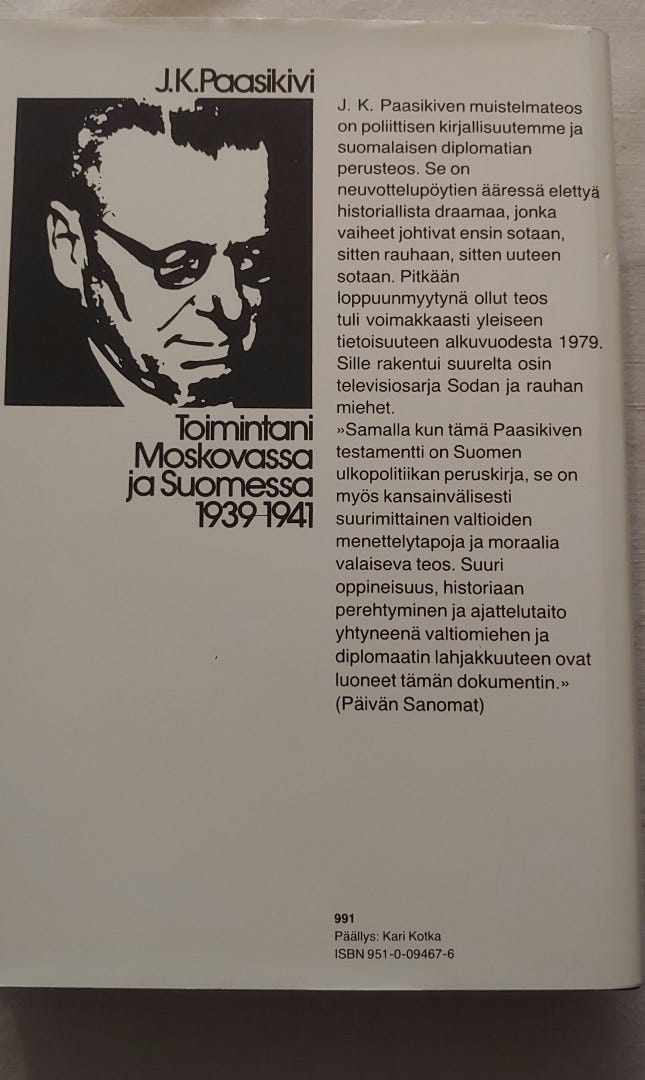 J.K.Paasikivi
Toimintani
Moskovassa
ja Suomessa
1939-1941
J. K. Paasikiven muistelmateos
on poliittisen kirjallisuutemme ja
suomalaisen diplomatian
perusteos. Se on
neuvottelupöytien ääressä elettyä
historiallista draamaa, jonka
vaiheet johtivat ensin sotaan,
sitten rauhaan, sitten uuteen
sotaan. Pitkään
loppuunmyytynä ollut teos
tuli voimakkaasti yleiseen
tietoisuuteen alkuvuodesta 1979.
Sille rakentui suurelta osin
televisiosarja Sodan ja rauhan
miehet.
»Samalla kun tämä Paasikiven
testamentti on Suomen
ulkopolitiikan peruskirja, se on
myös kansainvälisesti
suurimittainen valtioiden
menettelytapoja ja moraalia
valaiseva teos. Suuri
oppineisuus, historiaan
perehtyminen ja ajattelutaito
yhtyneenä valtiomiehen ja
diplomaatin lahjakkuuteen ovat
luoneet tämän dokumentin.»
(Päivän Sanomat)
991
Päällys: Kari Kotka
ISBN 951-0-09467-6